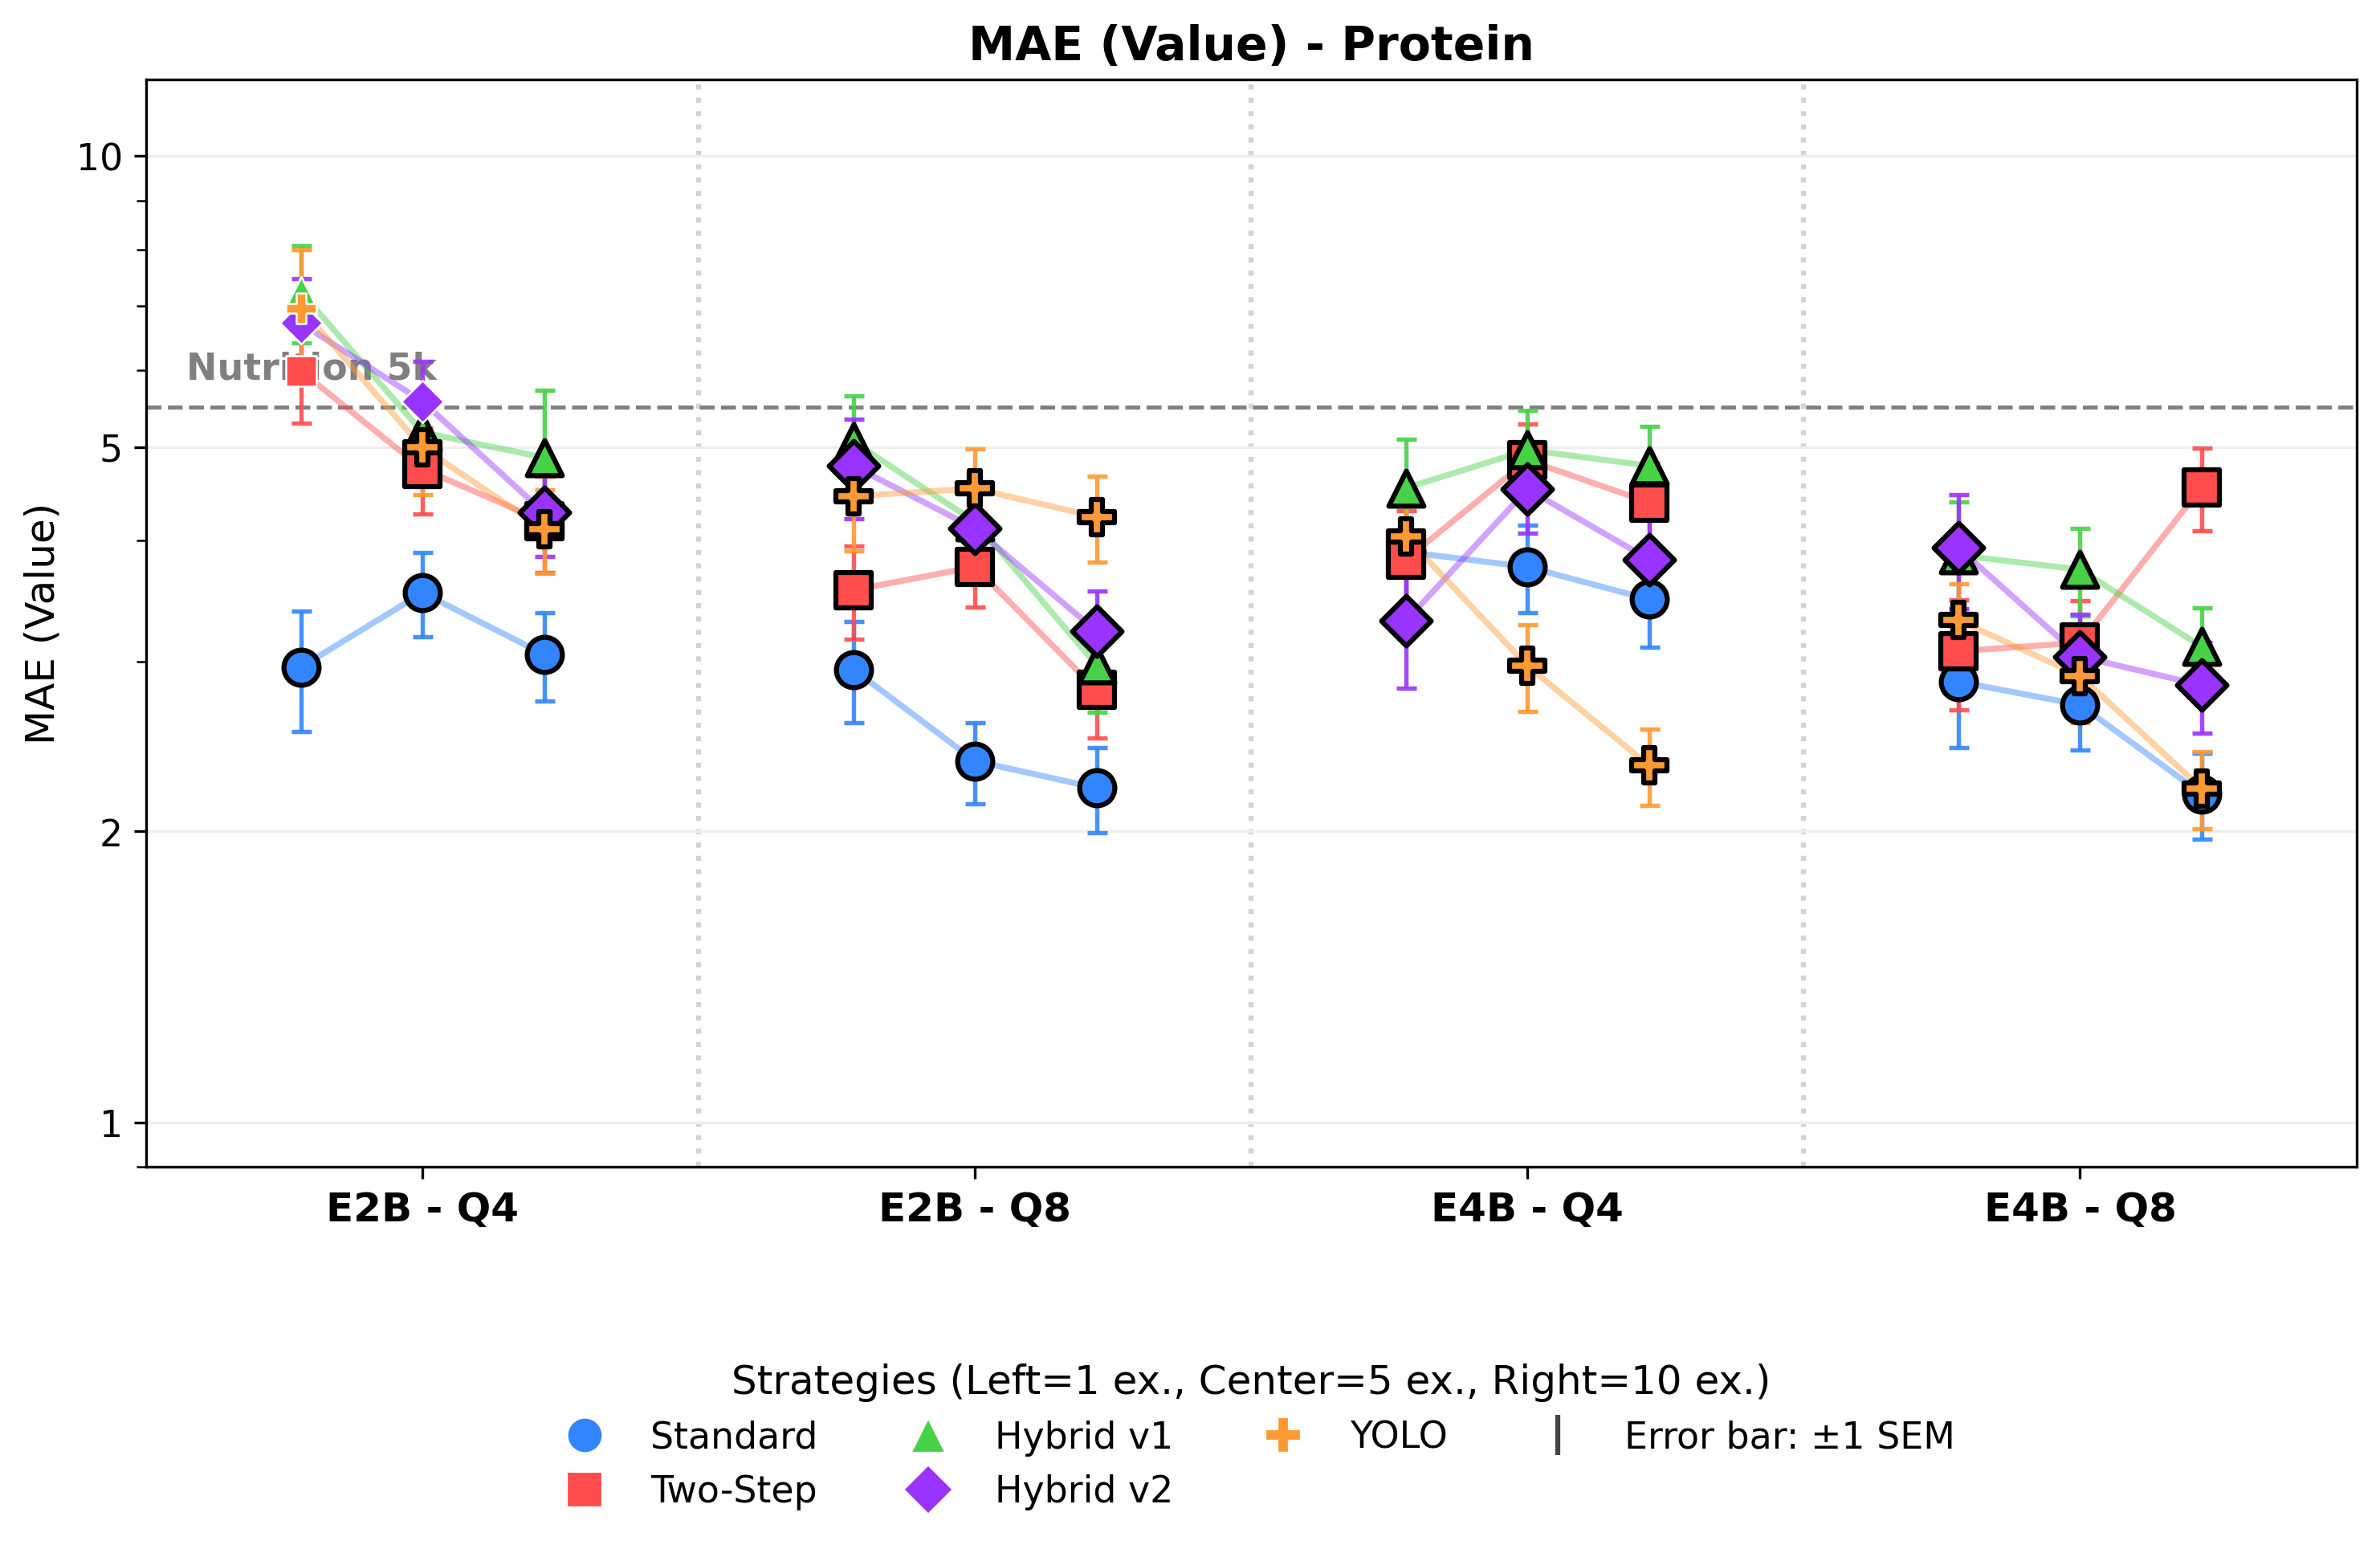 MAE (Value) - Protein
MAE (Value)
10
5
2
1
Nutrition 5k
E2B - Q4
E2B - Q8
E4B - Q4
E4B - Q8
Strategies (Left=1 ex., Center=5 ex., Right=10 ex.)
Standard
Two-Step
Hybrid v1
Hybrid v2
YOLO
Error bar: ±1 SEM